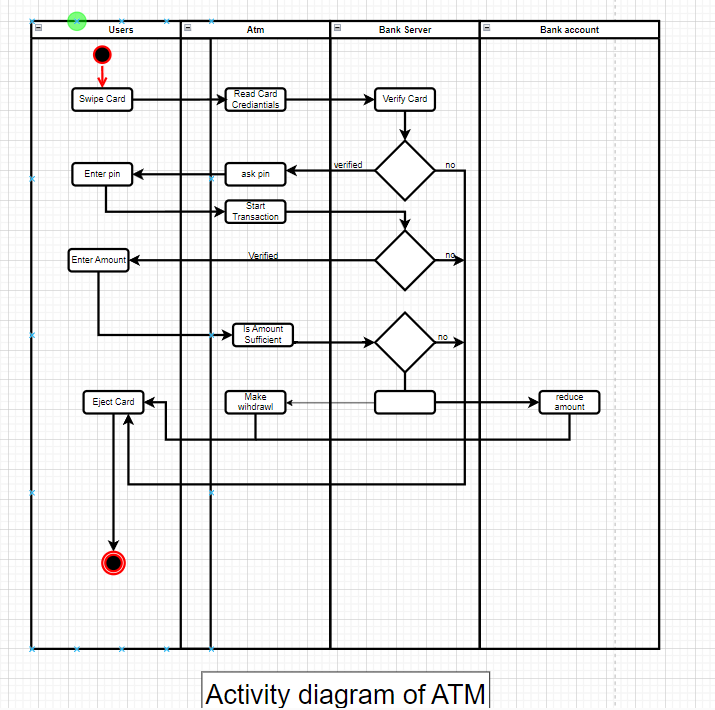 Users
Atm
Bank Server
Bank account
Swipe Card
Read Card
Crediantials
Verify Card
Enter pin
ask pin
verified
no
Start
Transaction
Enter Amount
Verified
no
Is Amount
Sufficient
no
Eject Card
Make
wihdrawl
reduce
amount
Activity diagram of ATM